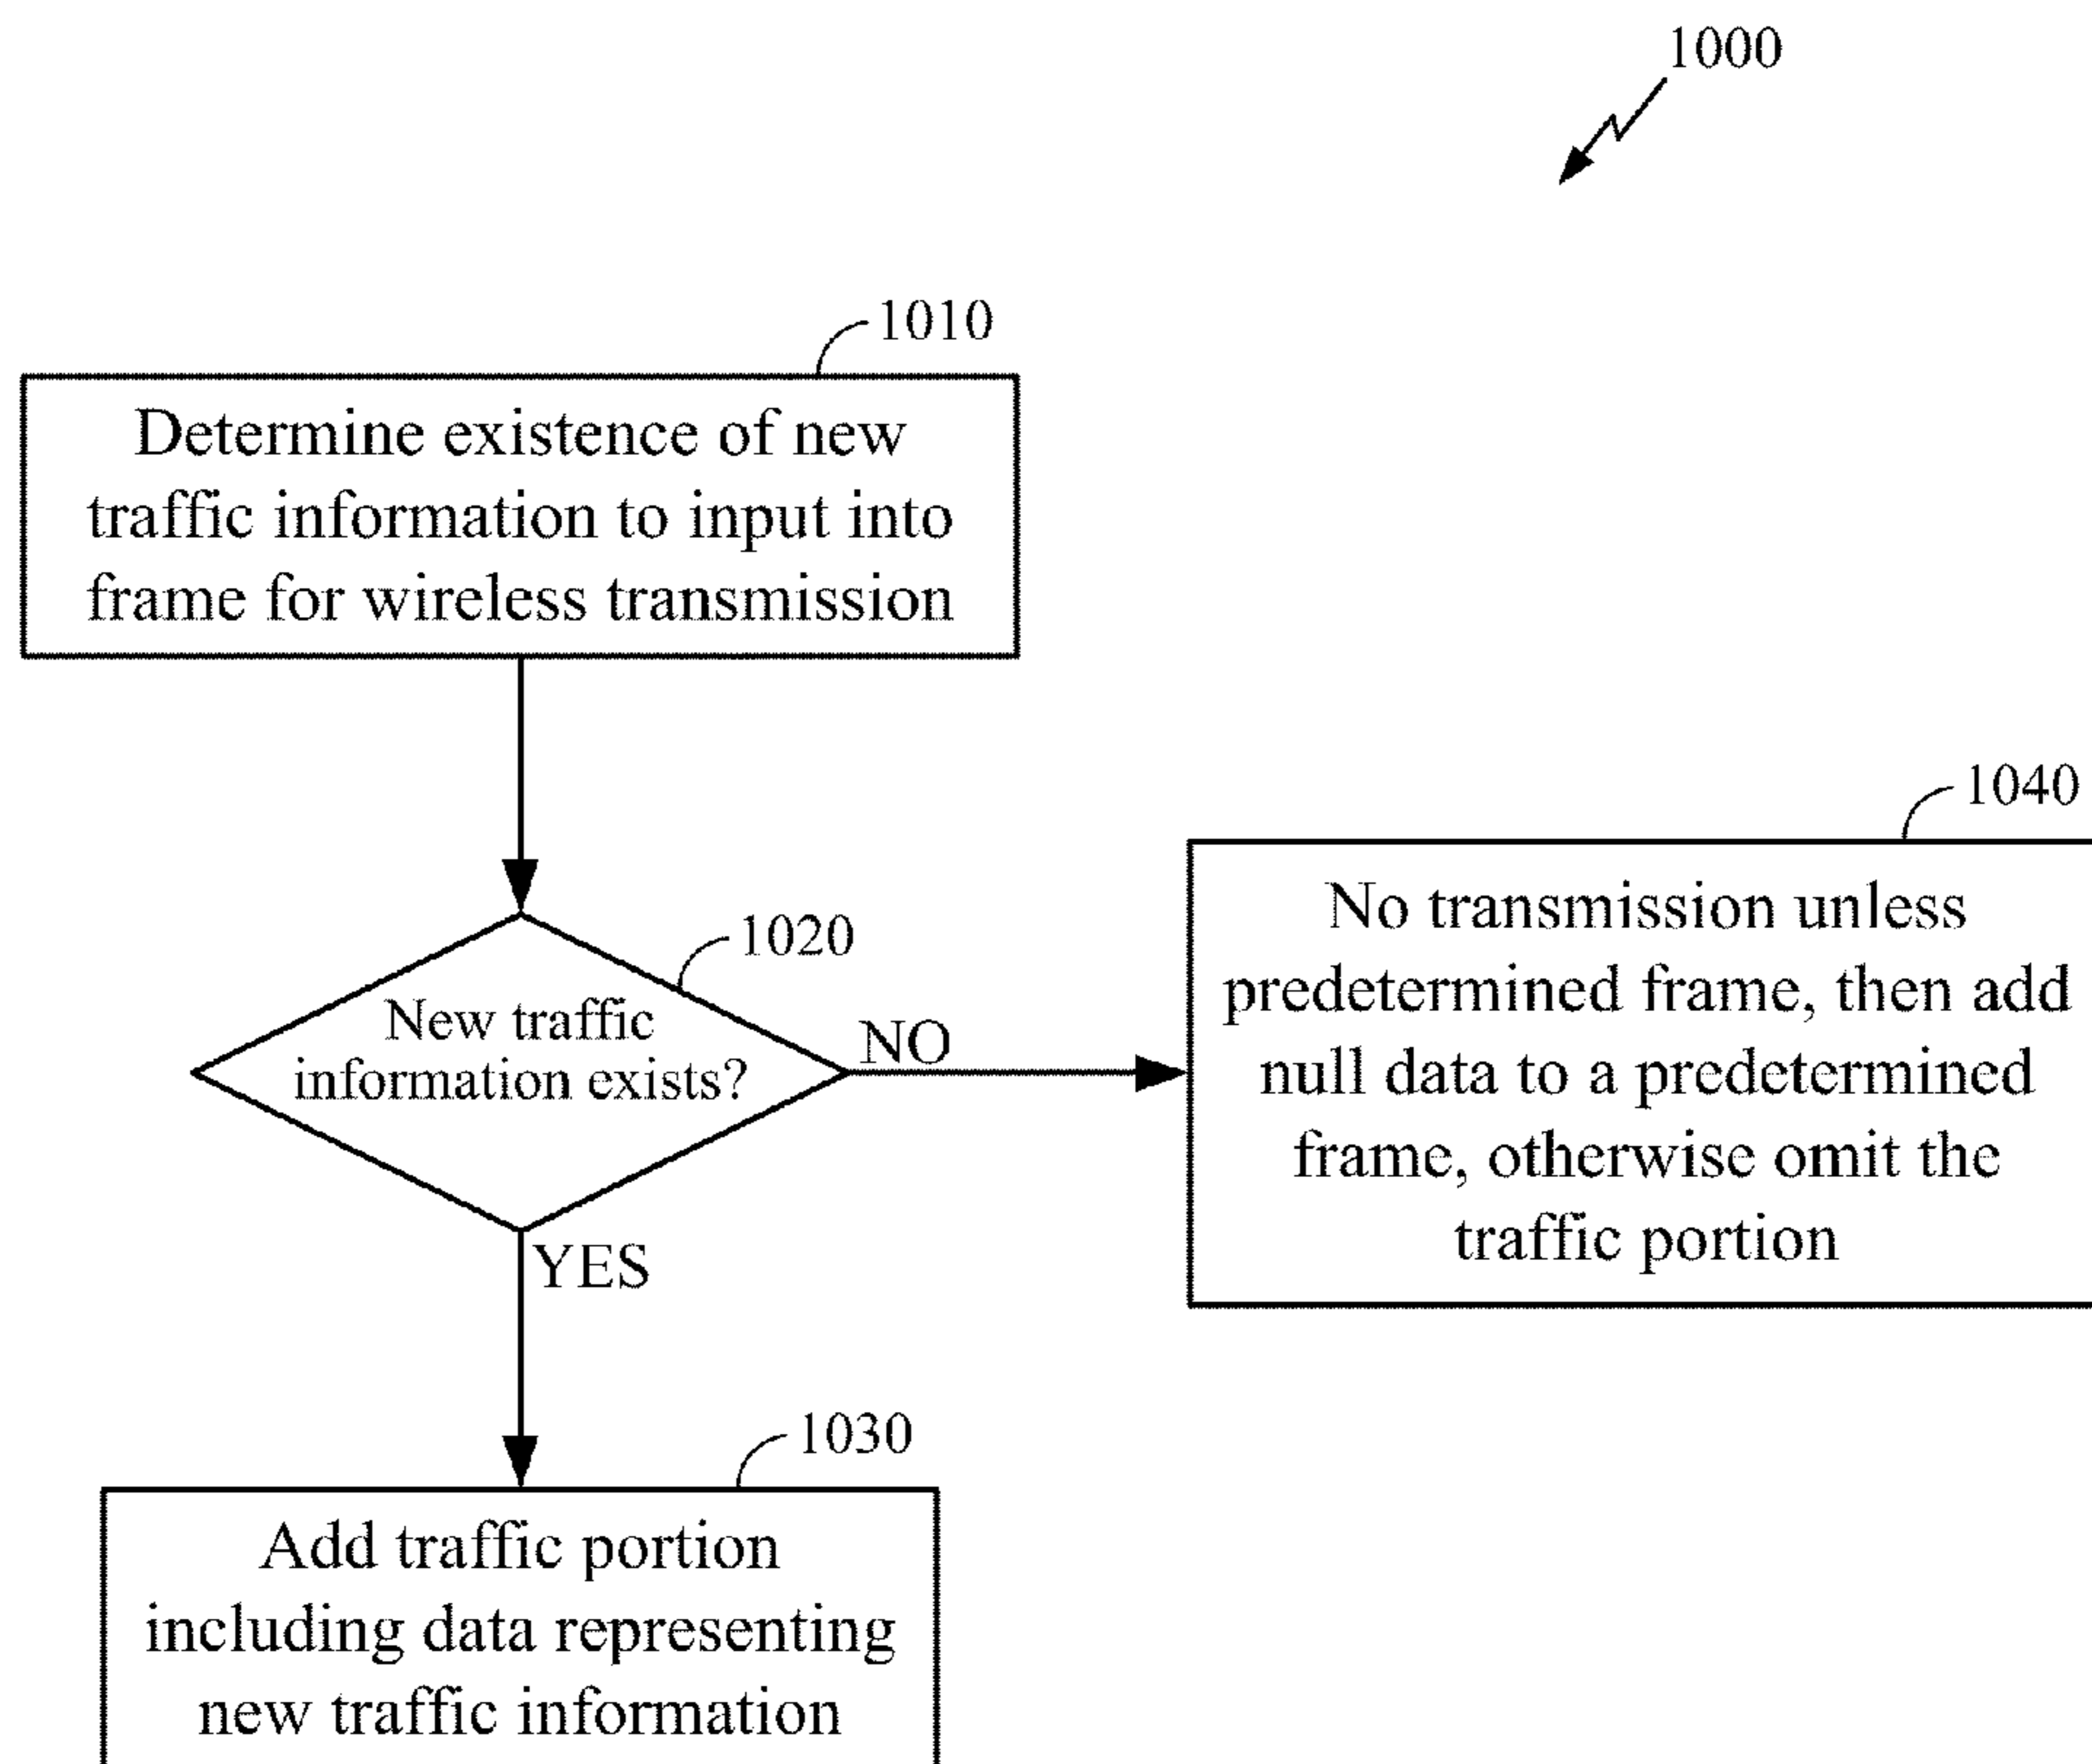 1000
1010
Determine existence of new
traffic information to input into
frame for wireless transmission
1020
New traffic
information exists?
NO
YES
1040
No transmission unless
predetermined frame, then add
null data to a predetermined
frame, otherwise omit the
traffic portion
1030
Add traffic portion
including data representing
new traffic information